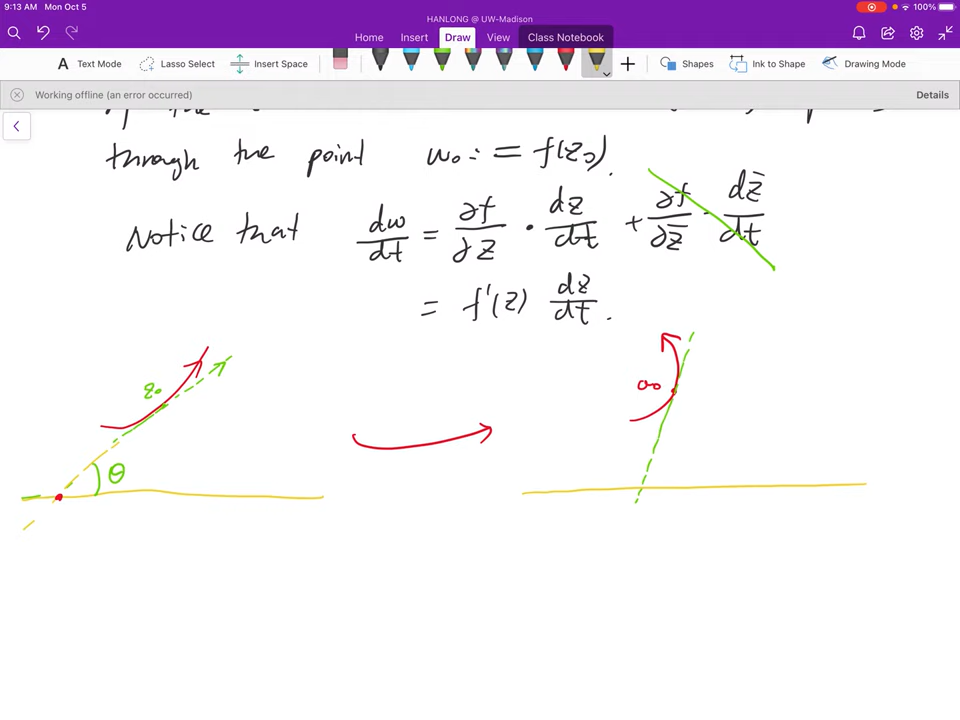 9:13 AM Mon Oct 5
100%
HANLONG @ UW-Madison
Home Insert Draw View Class Notebook
Text Mode Lasso Select Insert Space Shapes Ink to Shape Drawing Mode
Working offline (an error occurred) Details
through the point w₀ := f(z₀).
Notice that dw/dt = ∂f/∂z · dz/dt + ∂f/∂z̄ · dz̄/dt
= f'(z) dz/dt.
z₀
w₀
θ